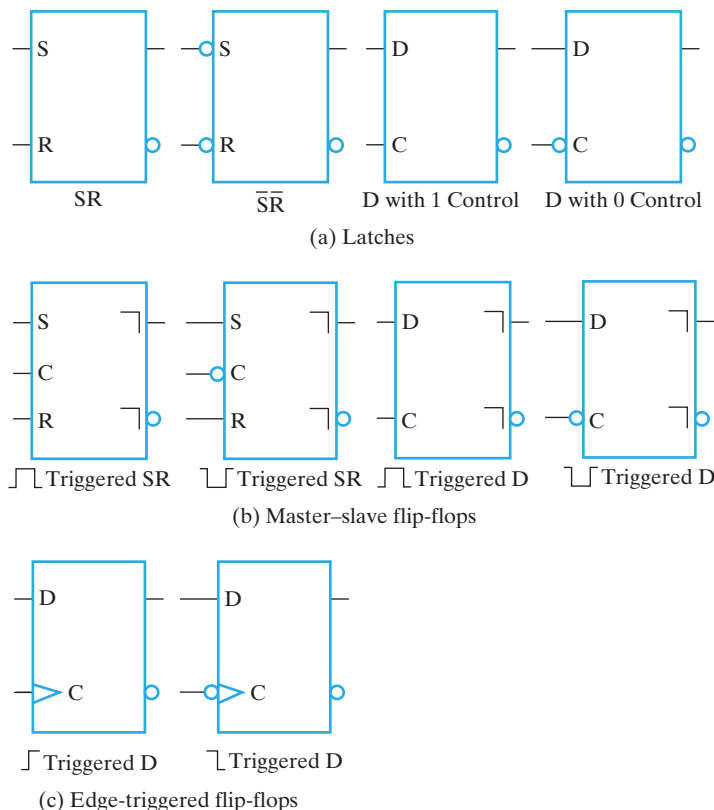 S S D D
R R C C
SR S̅R̅ D with 1 Control D with 0 Control
(a) Latches
S S D D
C C
R R C C
Triggered SR Triggered SR Triggered D Triggered D
(b) Master–slave flip-flops
D D
C C
Triggered D Triggered D
(c) Edge-triggered flip-flops